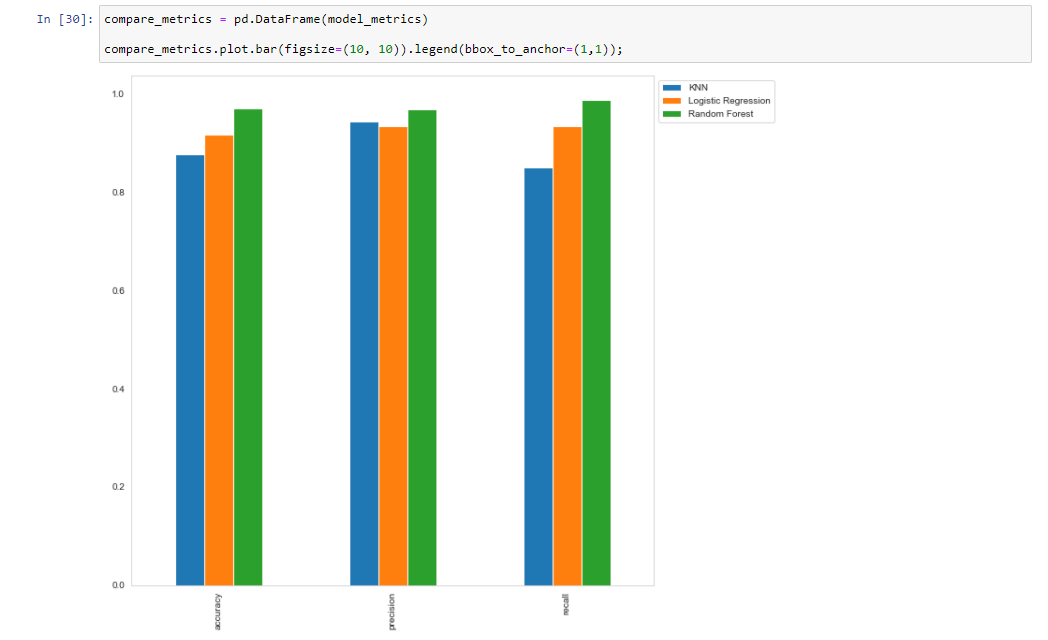 In [30]: compare_metrics = pd.DataFrame(model_metrics)
compare_metrics.plot.bar(figsize=(10, 10)).legend(bbox_to_anchor=(1,1));
KNN
Logistic Regression
Random Forest
1.0
0.8
0.6
0.4
0.2
0.0
accuracy
precision
recall